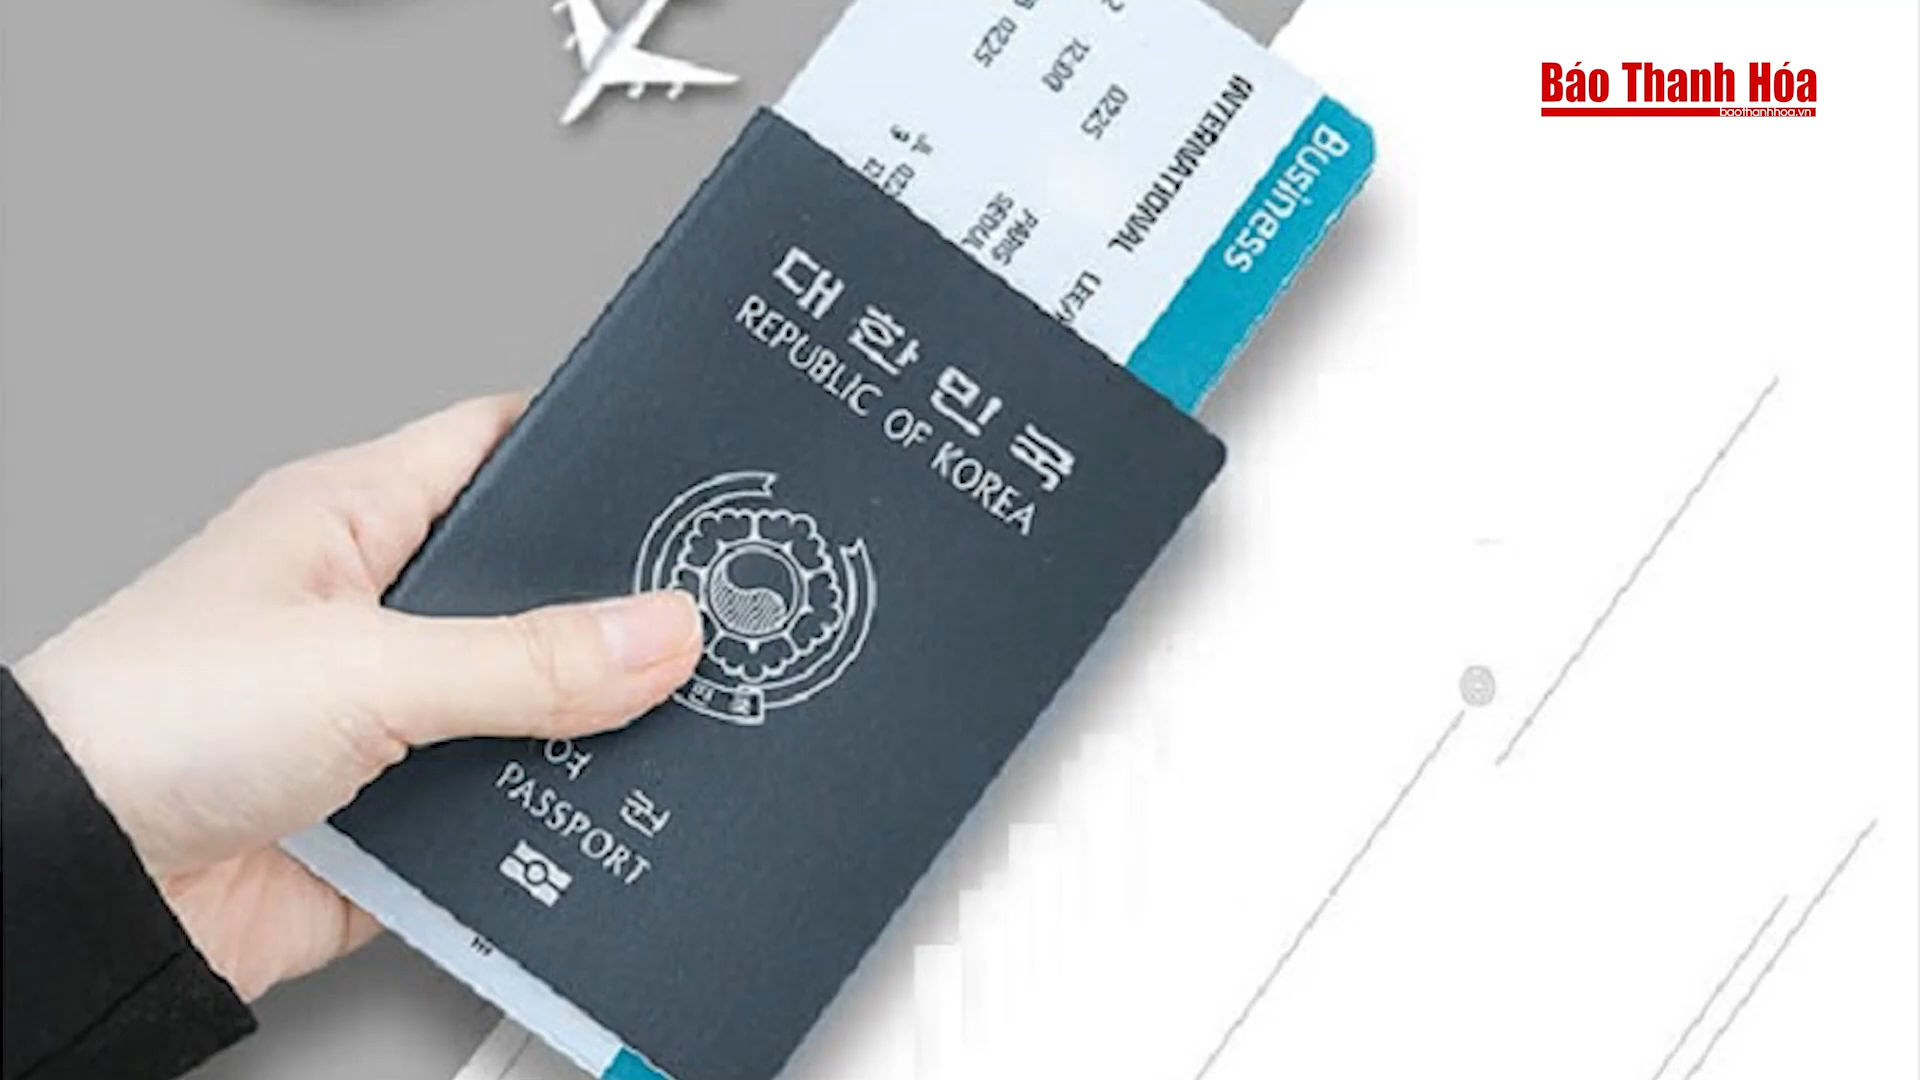 Báo Thanh Hóa
baothanhhoa.vn
0225
12:00
0225
INTERNATIONAL
Business
PARIS
SEOUL
대한민국
REPUBLIC OF KOREA
여권
PASSPORT